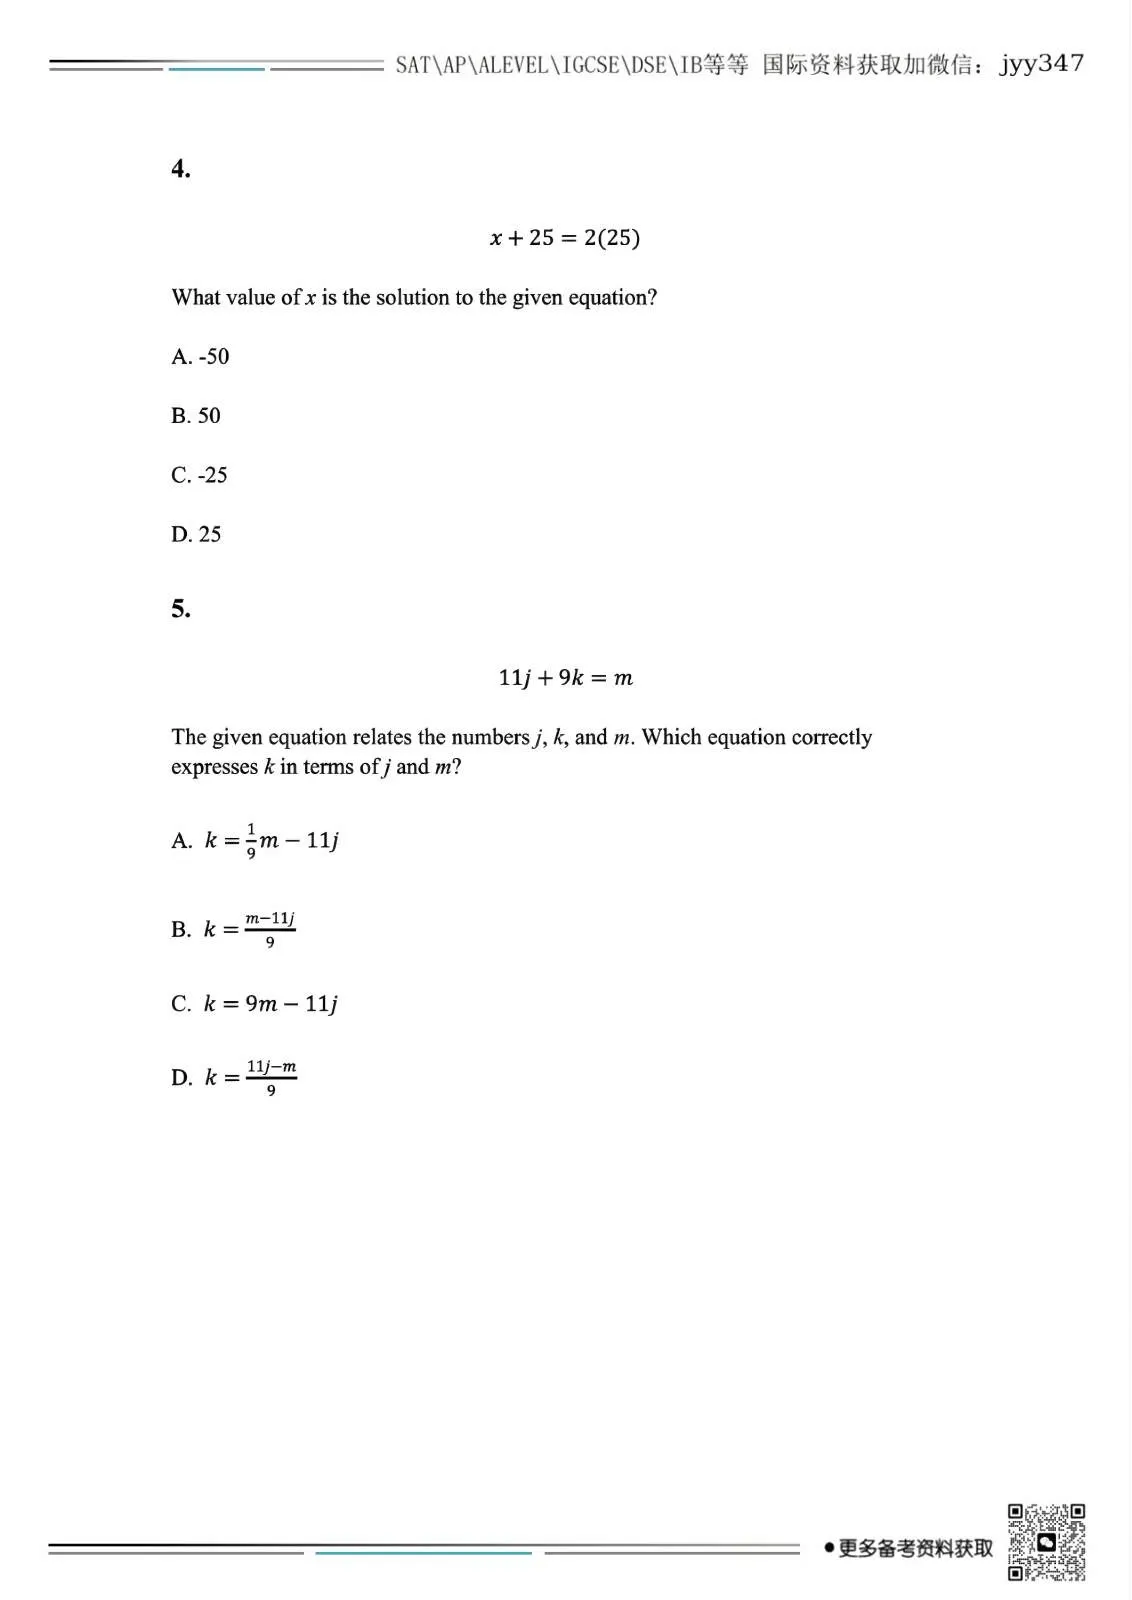 SAT\AP\ALEVEL\IGCSE\DSE\IB等等 国际资料获取加微信：jyy347
4.
x + 25 = 2(25)
What value of x is the solution to the given equation?
A. -50
B. 50
C. -25
D. 25
5.
11j + 9k = m
The given equation relates the numbers j, k, and m. Which equation correctly
expresses k in terms of j and m?
A. k = 1/9 m − 11j
B. k = m−11j/9
C. k = 9m − 11j
D. k = 11j−m/9
●更多备考资料获取